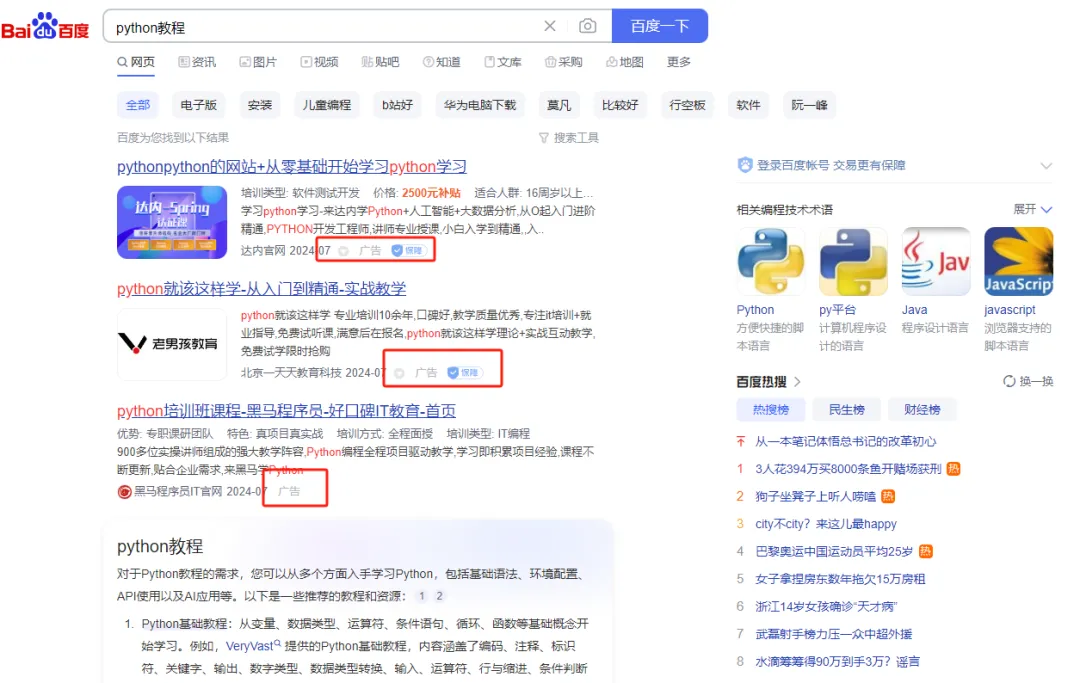 Bai du 百度
python教程
百度一下
网页 资讯 图片 视频 贴吧 知道 文库 采购 地图 更多
全部 电子版 安装 儿童编程 b站好 华为电脑下载 莫凡 比较好 行空板 软件 阮一峰
百度为您找到以下结果 搜索工具
pythonpython的网站+从零基础开始学习python学习
达内-Spring
培训类型: 软件测试开发 价格: 2500元补贴 适合人群: 16周岁以上...
学习python学习-来达内学Python+人工智能+大数据分析,从O起入门进阶
精通,PYTHON开发工程师,讲师专业授课,小白入学到精通,,入..
达内官网 2024-07 广告 保障
python就该这样学-从入门到精通-实战教学
老男孩教育
python就该这样学 专业培训10余年,口碑好,教学质量优秀,专注it培训+就
业指导,免费试听课,满意后在报名,python就该这样学理论+实战互动教学,
免费试学限时抢购
北京一天天教育科技 2024-07 广告 保障
python培训班课程-黑马程序员-好口碑IT教育-首页
优势: 专职课研团队 特色: 真项目真实战 培训方式: 全程面授 培训类型: IT编程
900多位实操讲师组成的强大教学阵容,Python编程全程项目驱动教学,学习即积累项目经验.课程不
断更新,贴合企业需求,来黑马学Python
黑马程序员IT官网 2024-07 广告
python教程
对于Python教程的需求，您可以从多个方面入手学习Python，包括基础语法、环境配置、
API使用以及AI应用等。以下是一些推荐的教程和资源： 1 2
1. Python基础教程：从变量、数据类型、运算符、条件语句、循环、函数等基础概念开
始学习。例如，VeryVast 提供的Python基础教程，内容涵盖了编码、注释、标识
符、关键字、输出、数字类型、数据类型转换、输入、运算符、行与缩进、条件判断
登录百度帐号 交易更有保障
相关编程技术术语 展开
Java
JavaScrip
Python py平台 Java javascript
方便快捷的脚 计算机程序设 程序设计语言 浏览器支持的
本语言 计的语言 脚本语言
百度热搜 换一换
热搜榜 民生榜 财经榜
从一本笔记体悟总书记的改革初心
1 3人花394万买8000条鱼开赌场获刑 热
2 狗子坐凳子上听人唠嗑 热
3 city不city？来这儿最happy
4 巴黎奥运中国运动员平均25岁 热
5 女子拿捏房东数年拖欠15万房租
6 浙江14岁女孩确诊“天才病”
7 武磊射手榜力压一众中超外援
8 水滴筹筹得90万到手3万？谣言